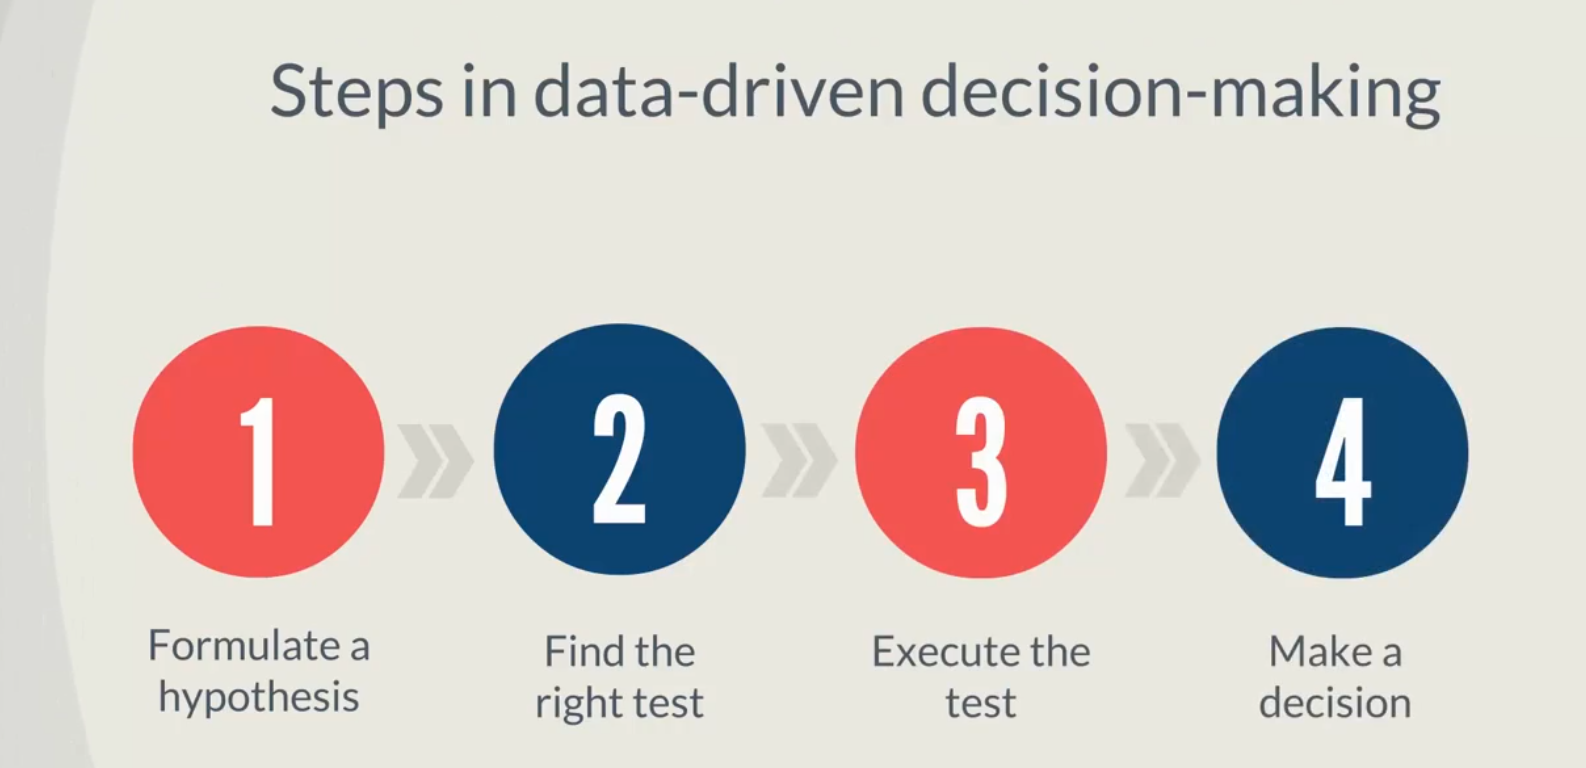 Steps in data-driven decision-making
1
2
3
4
Formulate a
hypothesis
Find the
right test
Execute the
test
Make a
decision